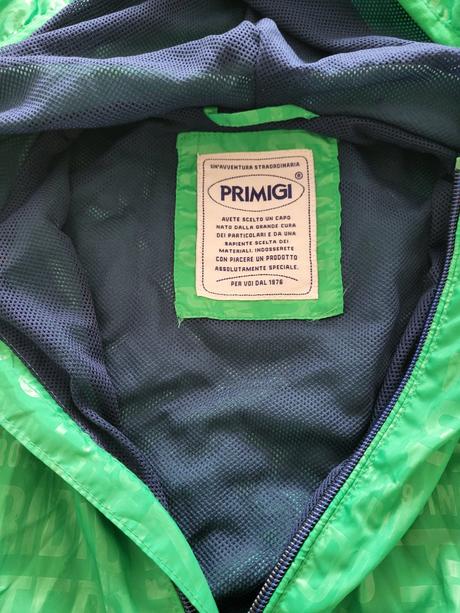 UN'AVVENTURA STRAORDINARIA
PRIMIGI®
AVETE SCELTO UN CAPO
NATO DALLA GRANDE CURA
DEI PARTICOLARI E DA UNA
SAPIENTE SCELTA DEI
MATERIALI. INDOSSERETE
CON PIACERE UN PRODOTTO
ASSOLUTAMENTE SPECIALE.
PER VOI DAL 1976